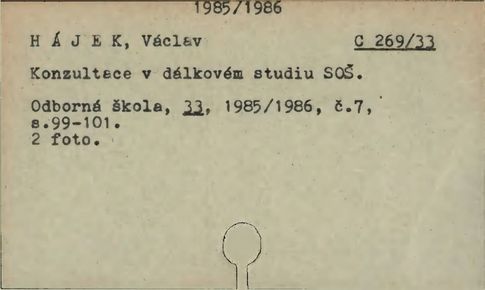 1985/1986
H Á J E K, Václav C 269/33
Konzultace v dálkovém studiu SOŠ.
Odborná škola, 33, 1985/1986, č.7,
s.99-101.
2 foto.